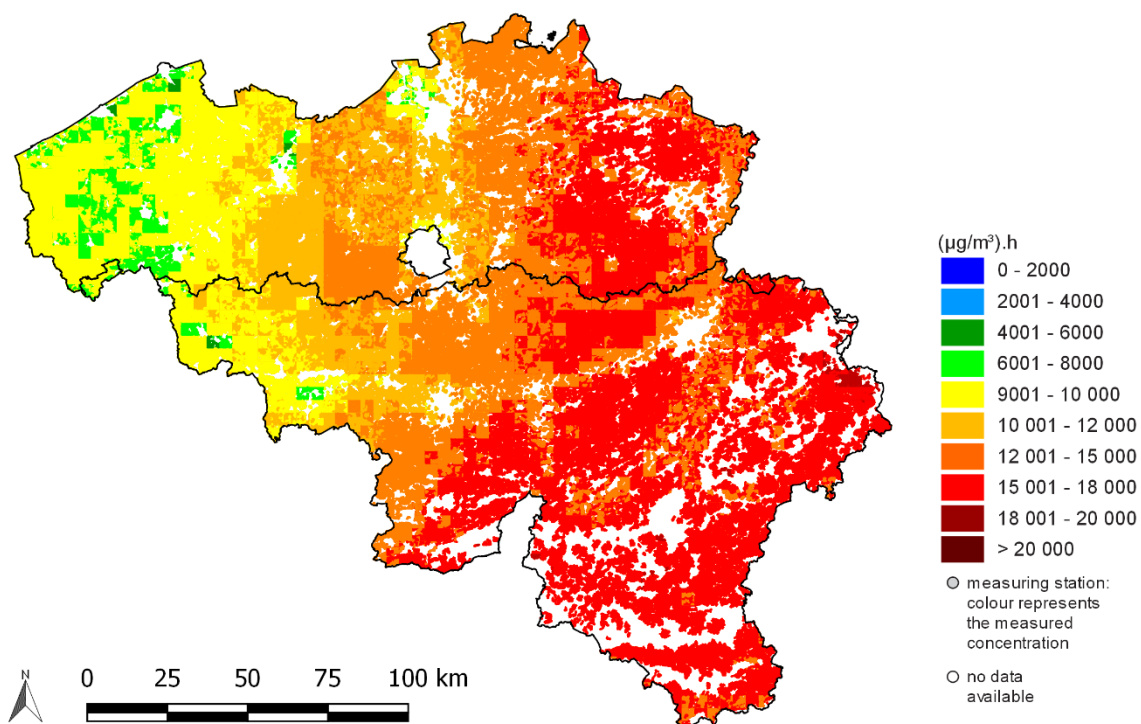 (µg/m³).h
0 - 2000
2001 - 4000
4001 - 6000
6001 - 8000
9001 - 10 000
10 001 - 12 000
12 001 - 15 000
15 001 - 18 000
18 001 - 20 000
> 20 000
measuring station:
colour represents
the measured
concentration
no data
available
N
0 25 50 75 100 km